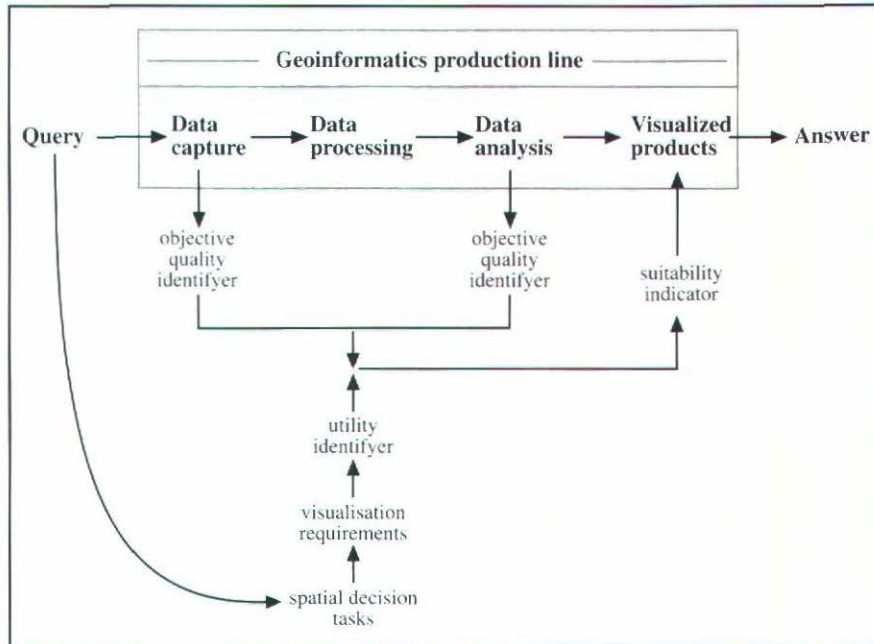 Geoinformatics production line
Query
Data
capture
Data
processing
Data
analysis
Visualized
products
Answer
objective
quality
identifyer
objective
quality
identifyer
suitability
indicator
utility
identifyer
visualisation
requirements
spatial decision
tasks